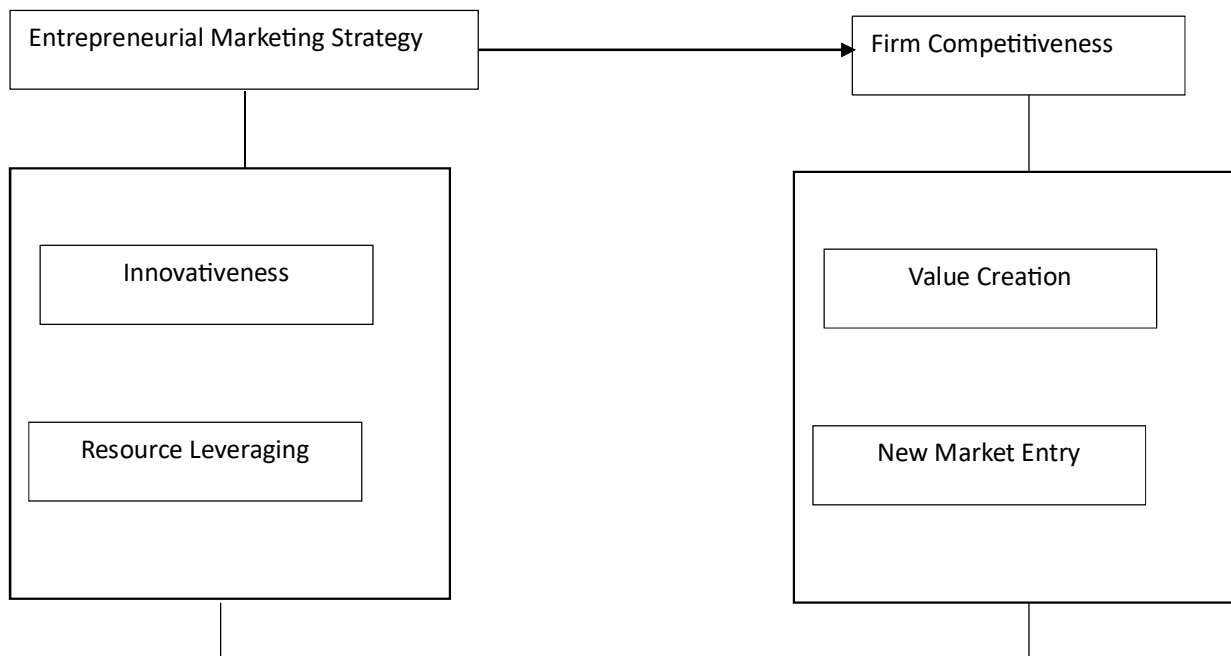 Entrepreneurial Marketing Strategy
Firm Competitiveness
Innovativeness
Value Creation
Resource Leveraging
New Market Entry